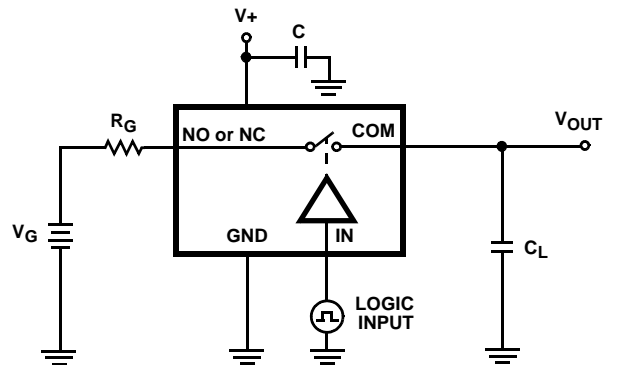 V+
C
RG
NO or NC
COM
VOUT
VG
GND
IN
CL
LOGIC
INPUT